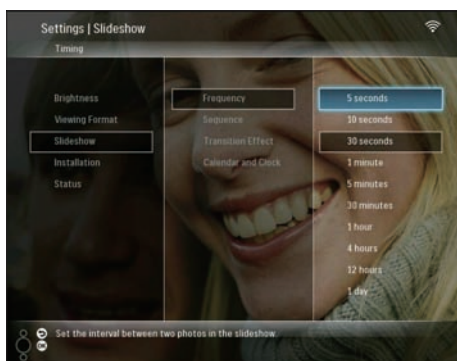 Settings | Slideshow
Timing
Brightness
Viewing Format
Slideshow
Installation
Status
Frequency
Sequence
Transition Effect
Calendar and Clock
5 seconds
10 seconds
30 seconds
1 minute
5 minutes
30 minutes
1 hour
4 hours
12 hours
1 day
Set the interval between two photos in the slideshow.
OK